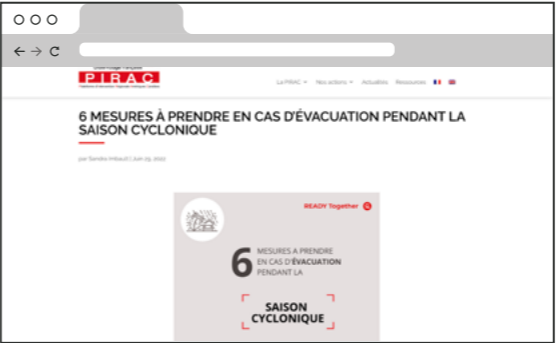 PIRAC
La PIRAC Nos actions Actualités Ressources
6 MESURES À PRENDRE EN CAS D'ÉVACUATION PENDANT LA
SAISON CYCLONIQUE
par Sandra Imbault | Juin 29, 2022
READY Together
6 MESURES A PRENDRE
EN CAS D'ÉVACUATION
PENDANT LA
SAISON
CYCLONIQUE